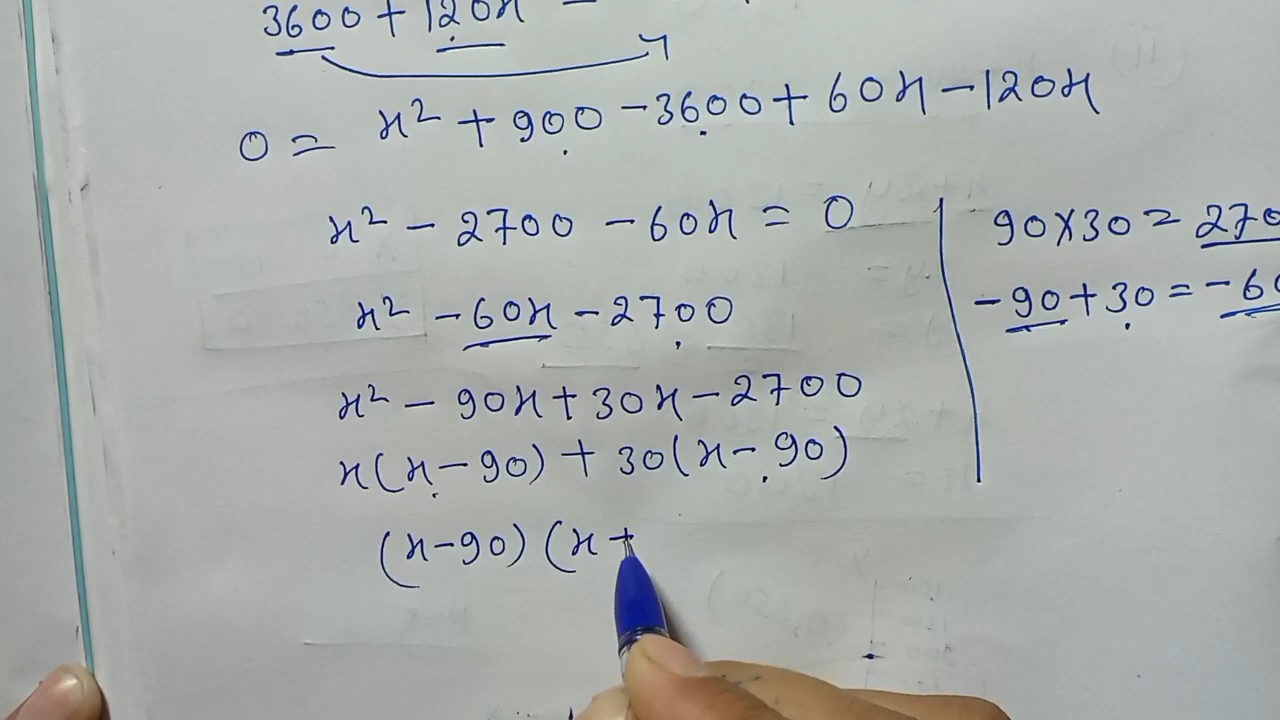 3600 + 120x =
0 = x² + 900 - 3600 + 60x - 120x
x² - 2700 - 60x = 0
x² - 60x - 2700
x² - 90x + 30x - 2700
x(x - 90) + 30(x - 90)
(x - 90) (x +
90 x 30 = 270
-90 + 30 = -60